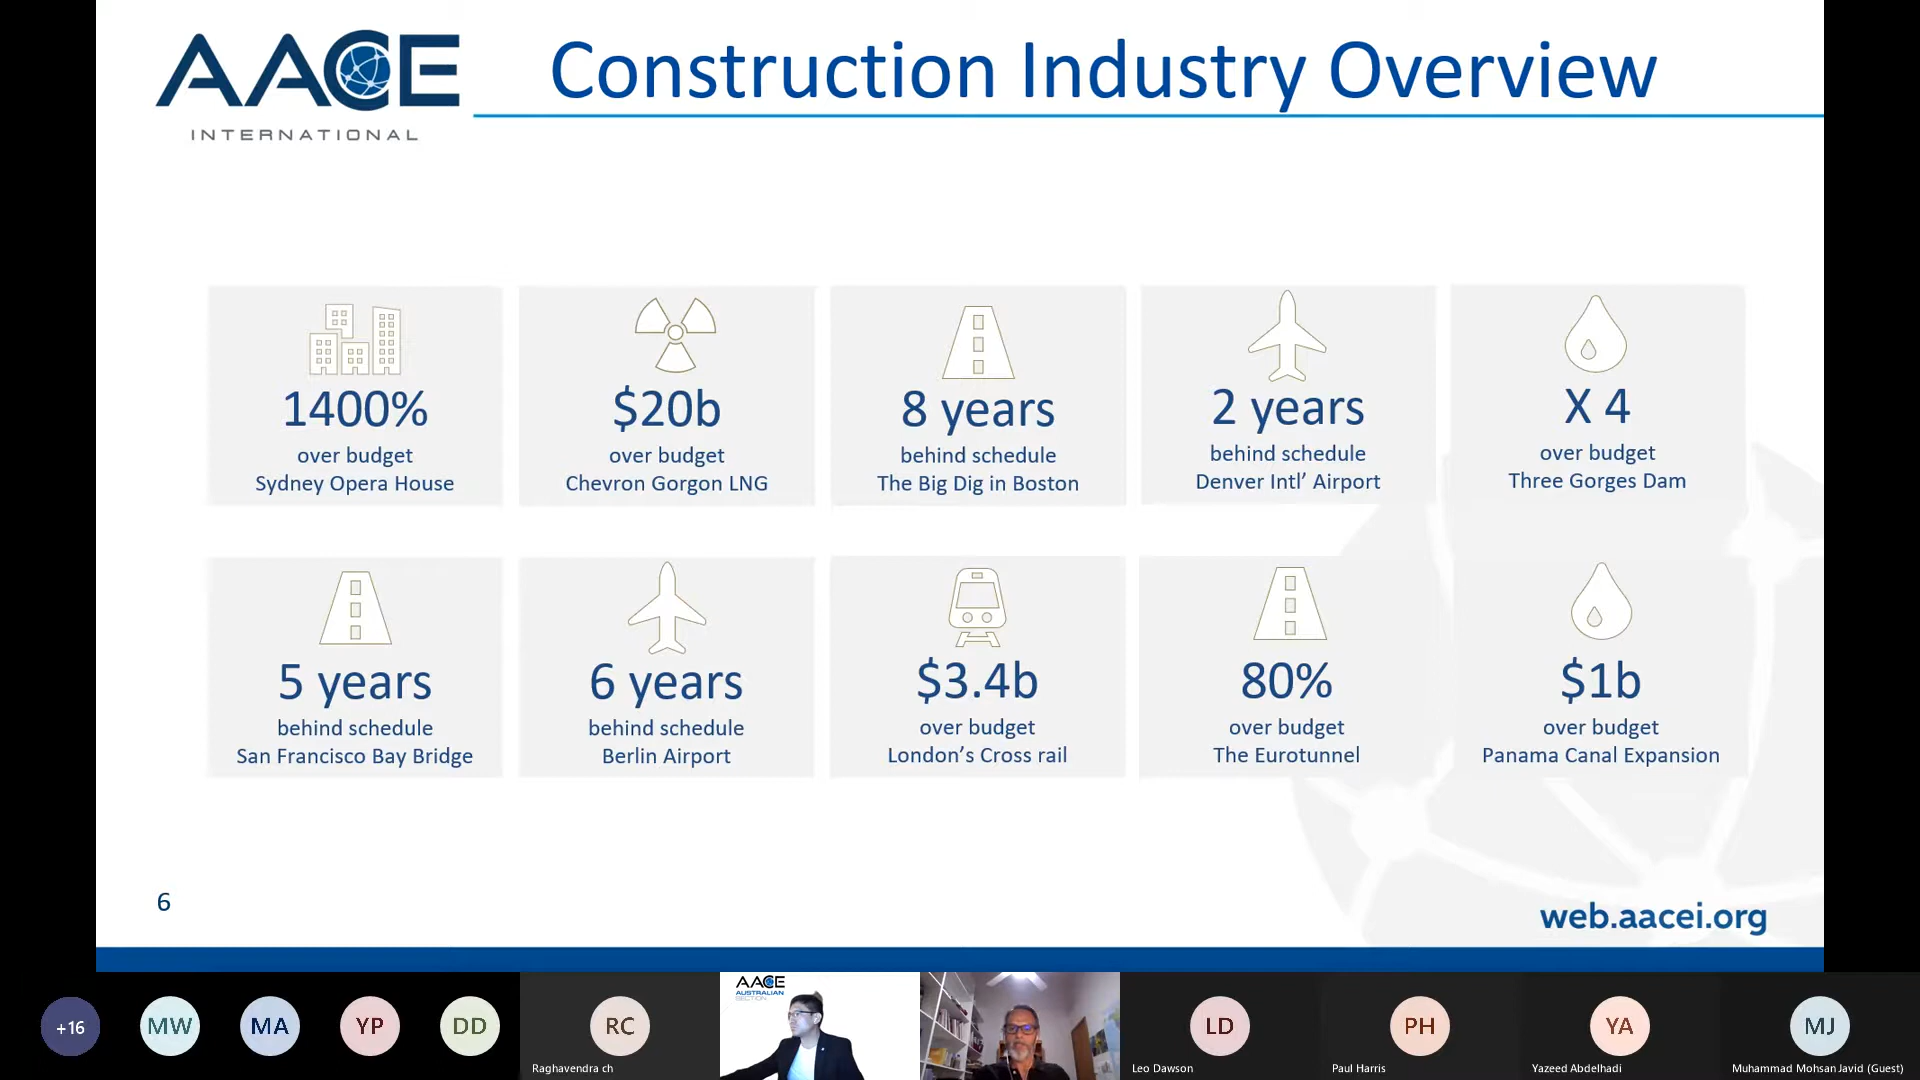 AACE
INTERNATIONAL
Construction Industry Overview
1400%
over budget
Sydney Opera House
$20b
over budget
Chevron Gorgon LNG
8 years
behind schedule
The Big Dig in Boston
2 years
behind schedule
Denver Intl’ Airport
X 4
over budget
Three Gorges Dam
5 years
behind schedule
San Francisco Bay Bridge
6 years
behind schedule
Berlin Airport
$3.4b
over budget
London’s Cross rail
80%
over budget
The Eurotunnel
$1b
over budget
Panama Canal Expansion
6
web.aacei.org
+16
MW
MA
YP
DD
RC
Raghavendra ch
AACE
AUSTRALIAN
SECTION
LD
Leo Dawson
PH
Paul Harris
YA
Yazeed Abdelhadi
MJ
Muhammad Mohsan Javid (Guest)